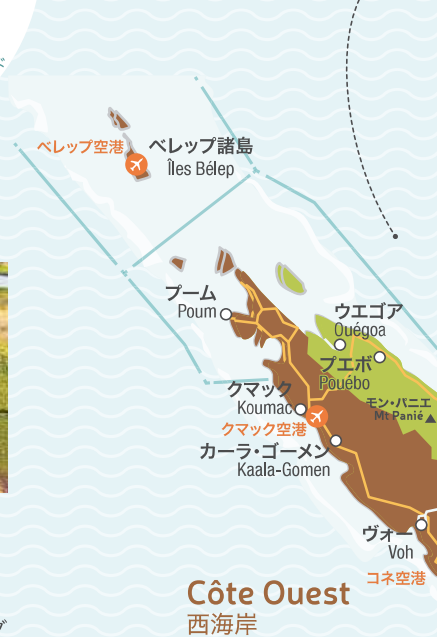 ド
ベレップ空港
ベレップ諸島
Îles Bélep
プーム
Poum
ウエゴア
Ouégoa
プエボ
Pouébo
クマック
Koumac
モン・パニエ
Mt Panié
クマック空港
カーラ・ゴーメン
Kaala-Gomen
ヴォー
Voh
コネ空港
Côte Ouest
西海岸